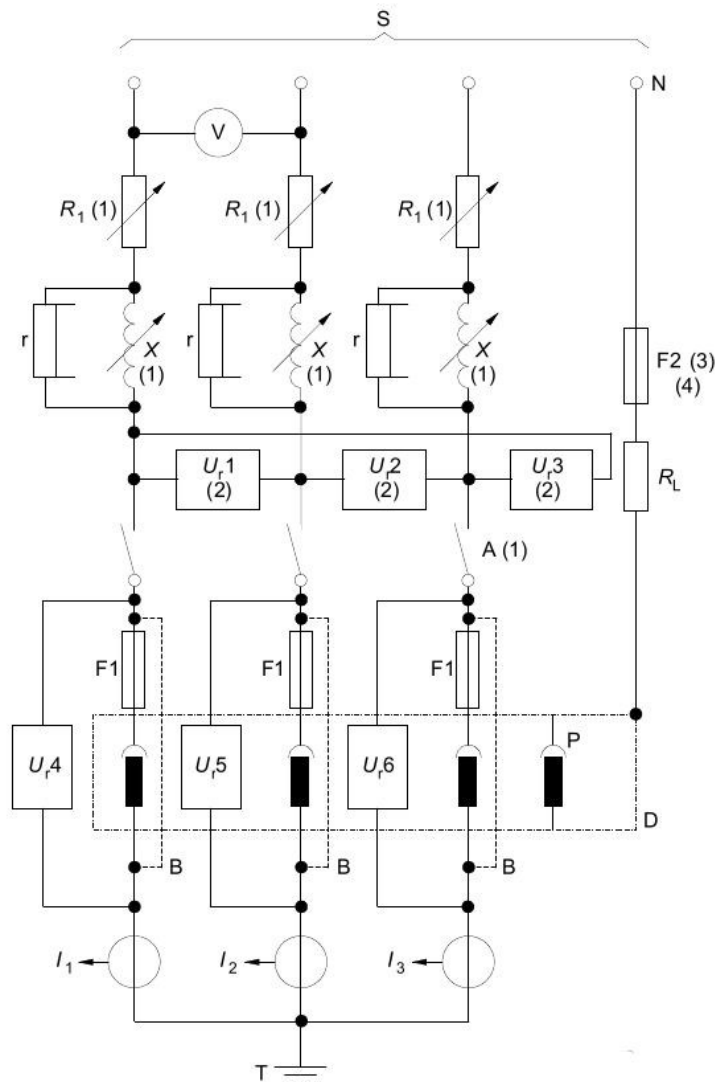 S
N
V
R1 (1) R1 (1) R1 (1)
r X (1) r X (1) r X (1)
F2 (3)
(4)
Ur1 (2) Ur2 (2) Ur3 (2) RL
A (1)
F1 F1 F1
P
Ur4 Ur5 Ur6
D
B B B
I1 I2 I3
T